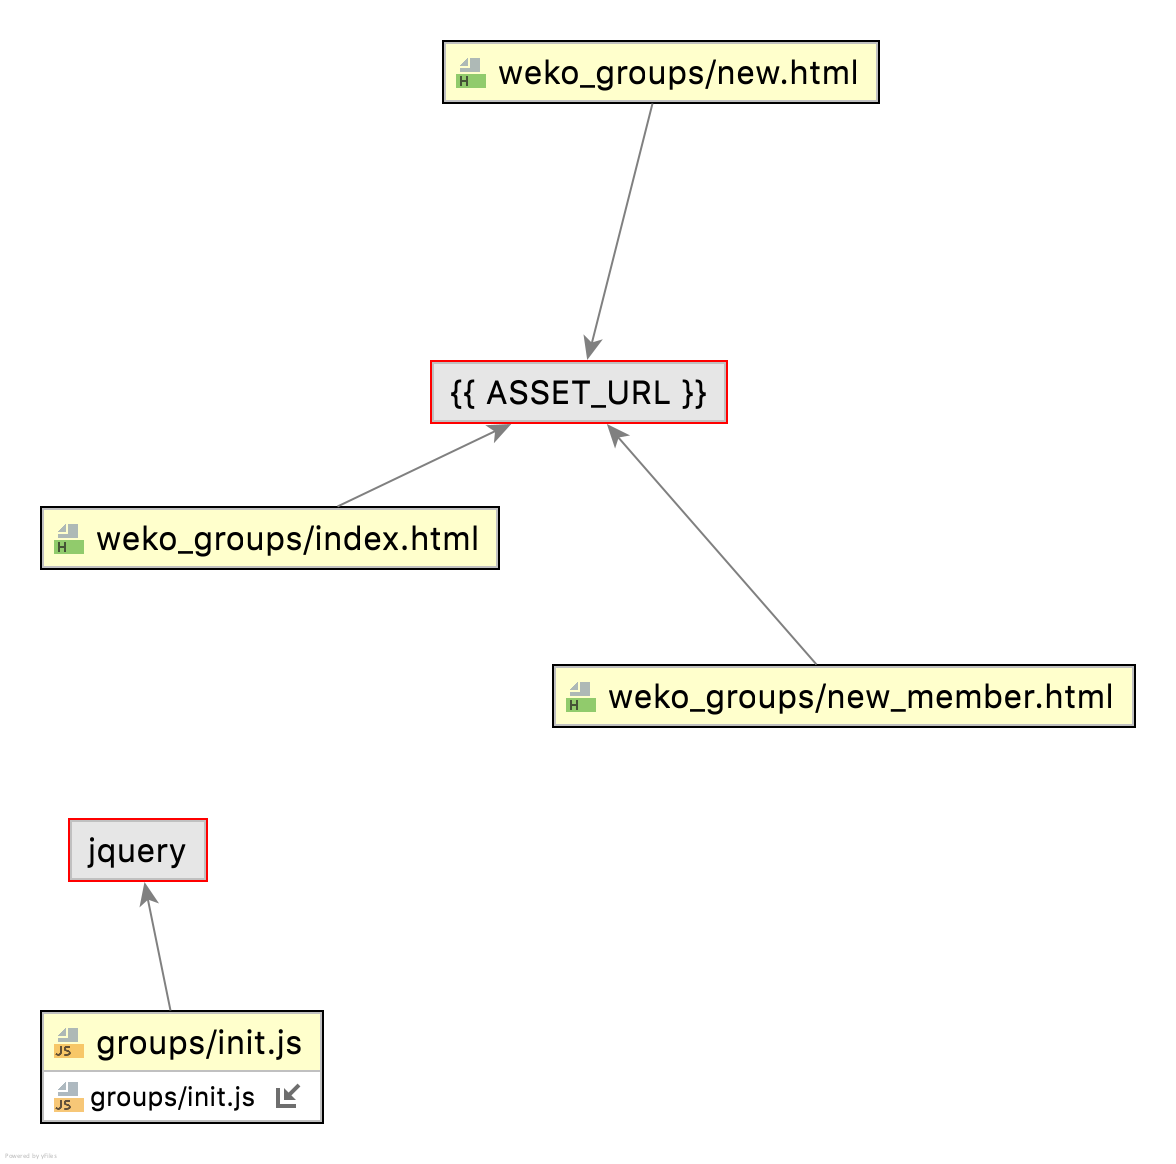 H weko_groups/new.html
{{ ASSET_URL }}
H weko_groups/index.html
H weko_groups/new_member.html
jquery
JS groups/init.js
JS groups/init.js
Powered by yFiles